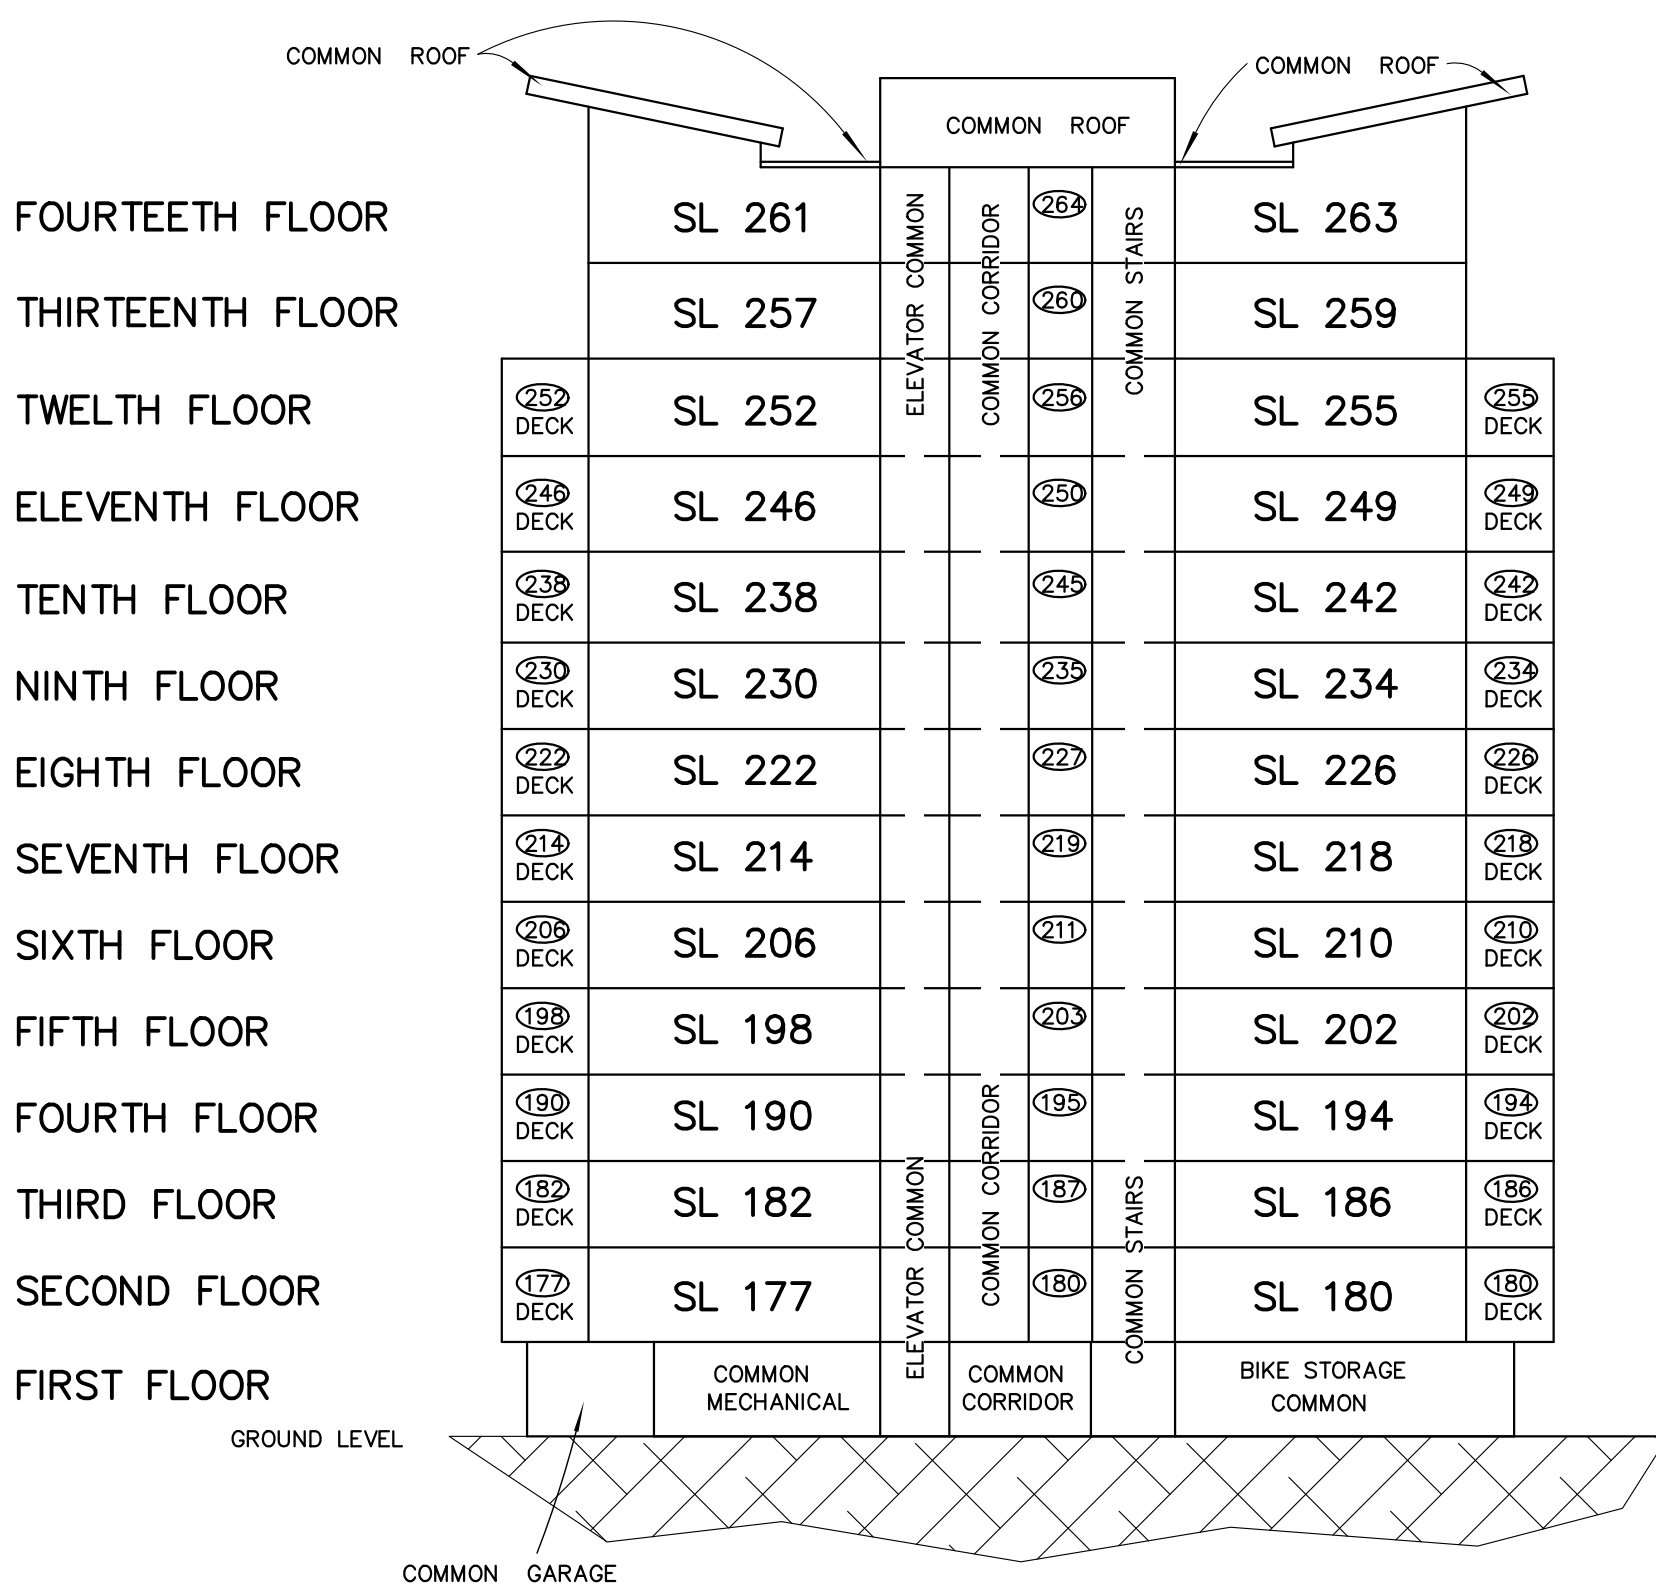 COMMON ROOF
COMMON ROOF
COMMON ROOF
FOURTEETH FLOOR
SL 261
264
SL 263
THIRTEENTH FLOOR
SL 257
260
SL 259
ELEVATOR COMMON
COMMON CORRIDOR
COMMON STAIRS
TWELTH FLOOR
252
DECK
SL 252
256
SL 255
255
DECK
ELEVENTH FLOOR
246
DECK
SL 246
250
SL 249
249
DECK
TENTH FLOOR
238
DECK
SL 238
245
SL 242
242
DECK
NINTH FLOOR
230
DECK
SL 230
235
SL 234
234
DECK
EIGHTH FLOOR
222
DECK
SL 222
227
SL 226
226
DECK
SEVENTH FLOOR
214
DECK
SL 214
219
SL 218
218
DECK
SIXTH FLOOR
206
DECK
SL 206
211
SL 210
210
DECK
FIFTH FLOOR
198
DECK
SL 198
203
SL 202
202
DECK
FOURTH FLOOR
190
DECK
SL 190
195
SL 194
194
DECK
THIRD FLOOR
182
DECK
SL 182
187
SL 186
186
DECK
SECOND FLOOR
177
DECK
SL 177
180
SL 180
180
DECK
ELEVATOR COMMON
COMMON CORRIDOR
COMMON STAIRS
FIRST FLOOR
COMMON
MECHANICAL
COMMON
CORRIDOR
BIKE STORAGE
COMMON
GROUND LEVEL
COMMON GARAGE